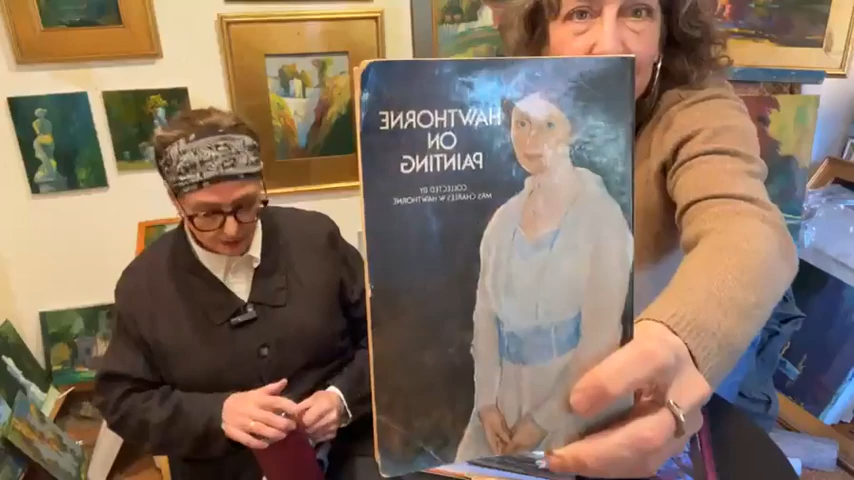 HAWTHORNE
ON
PAINTING
COLLECTED BY
MRS. CHARLES W. HAWTHORNE